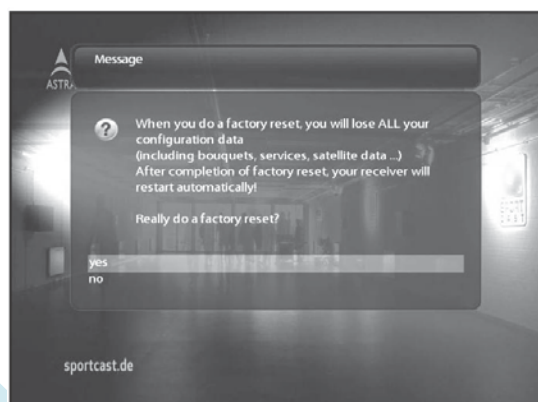 Message
ASTRA
When you do a factory reset, you will lose ALL your
configuration data
(including bouquets, services, satellite data ...)
After completion of factory reset, your receiver will
restart automatically!
Really do a factory reset?
yes
no
sportcast.de